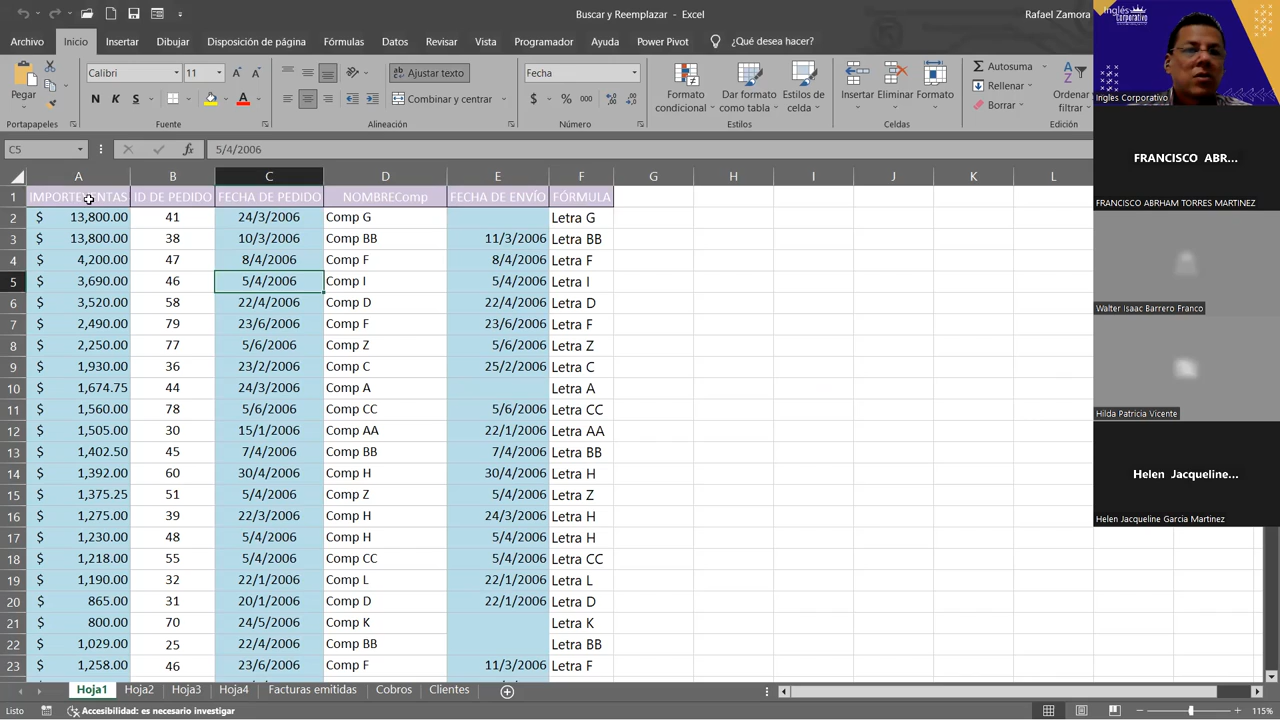 Buscar y Reemplazar - Excel
Rafael Zamora
Archivo Inicio Insertar Dibujar Disposición de página Fórmulas Datos Revisar Vista Programador Ayuda Power Pivot ¿Qué desea hacer?
Pegar
Calibri 11
N K S
Ajustar texto
Combinar y centrar
Fecha
$ % 000
Formato condicional
Dar formato como tabla
Estilos de celda
Insertar Eliminar Formato
Autosuma
Rellenar
Borrar
Ordenar y filtrar
Portapapeles Fuente Alineación Número Estilos Celdas Edición
C5 fx 5/4/2006
A B C D E F G H I J K L
1 ID DE PEDIDO FECHA DE PEDIDO NOMBREComp FECHA DE ENVÍO FÓRMULA
2 $ 13,800.00 41 24/3/2006 Comp G Letra G
3 $ 13,800.00 38 10/3/2006 Comp BB 11/3/2006 Letra BB
4 $ 4,200.00 47 8/4/2006 Comp F 8/4/2006 Letra F
5 $ 3,690.00 46 5/4/2006 Comp I 5/4/2006 Letra I
6 $ 3,520.00 58 22/4/2006 Comp D 22/4/2006 Letra D
7 $ 2,490.00 79 23/6/2006 Comp F 23/6/2006 Letra F
8 $ 2,250.00 77 5/6/2006 Comp Z 5/6/2006 Letra Z
9 $ 1,930.00 36 23/2/2006 Comp C 25/2/2006 Letra C
10 $ 1,674.75 44 24/3/2006 Comp A Letra A
11 $ 1,560.00 78 5/6/2006 Comp CC 5/6/2006 Letra CC
12 $ 1,505.00 30 15/1/2006 Comp AA 22/1/2006 Letra AA
13 $ 1,402.50 45 7/4/2006 Comp BB 7/4/2006 Letra BB
14 $ 1,392.00 60 30/4/2006 Comp H 30/4/2006 Letra H
15 $ 1,375.25 51 5/4/2006 Comp Z 5/4/2006 Letra Z
16 $ 1,275.00 39 22/3/2006 Comp H 24/3/2006 Letra H
17 $ 1,230.00 48 5/4/2006 Comp H 5/4/2006 Letra H
18 $ 1,218.00 55 5/4/2006 Comp CC 5/4/2006 Letra CC
19 $ 1,190.00 32 22/1/2006 Comp L 22/1/2006 Letra L
20 $ 865.00 31 20/1/2006 Comp D 22/1/2006 Letra D
21 $ 800.00 70 24/5/2006 Comp K Letra K
22 $ 1,029.00 25 22/4/2006 Comp BB Letra BB
23 $ 1,258.00 46 23/6/2006 Comp F 11/3/2006 Letra F
Hoja1 Hoja2 Hoja3 Hoja4 Facturas emitidas Cobros Clientes
Listo Accesibilidad: es necesario investigar 115%
Inglés Corporativo
Ingles Corporativo
FRANCISCO ABR...
FRANCISCO ABRHAM TORRES MARTINEZ
Walter Isaac Barrero Franco
Hilda Patricia Vicente
Helen Jacqueline...
Helen Jacqueline Garcia Martinez